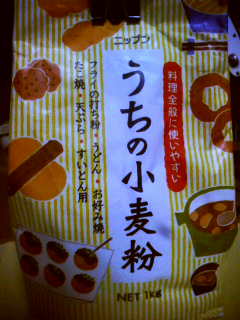 ニップン
料理全般に使いやすい
うちの小麦粉
フライの打ち粉・うどん・お好み焼・
たこ焼・天ぷら・すいとん用
NET 1kg